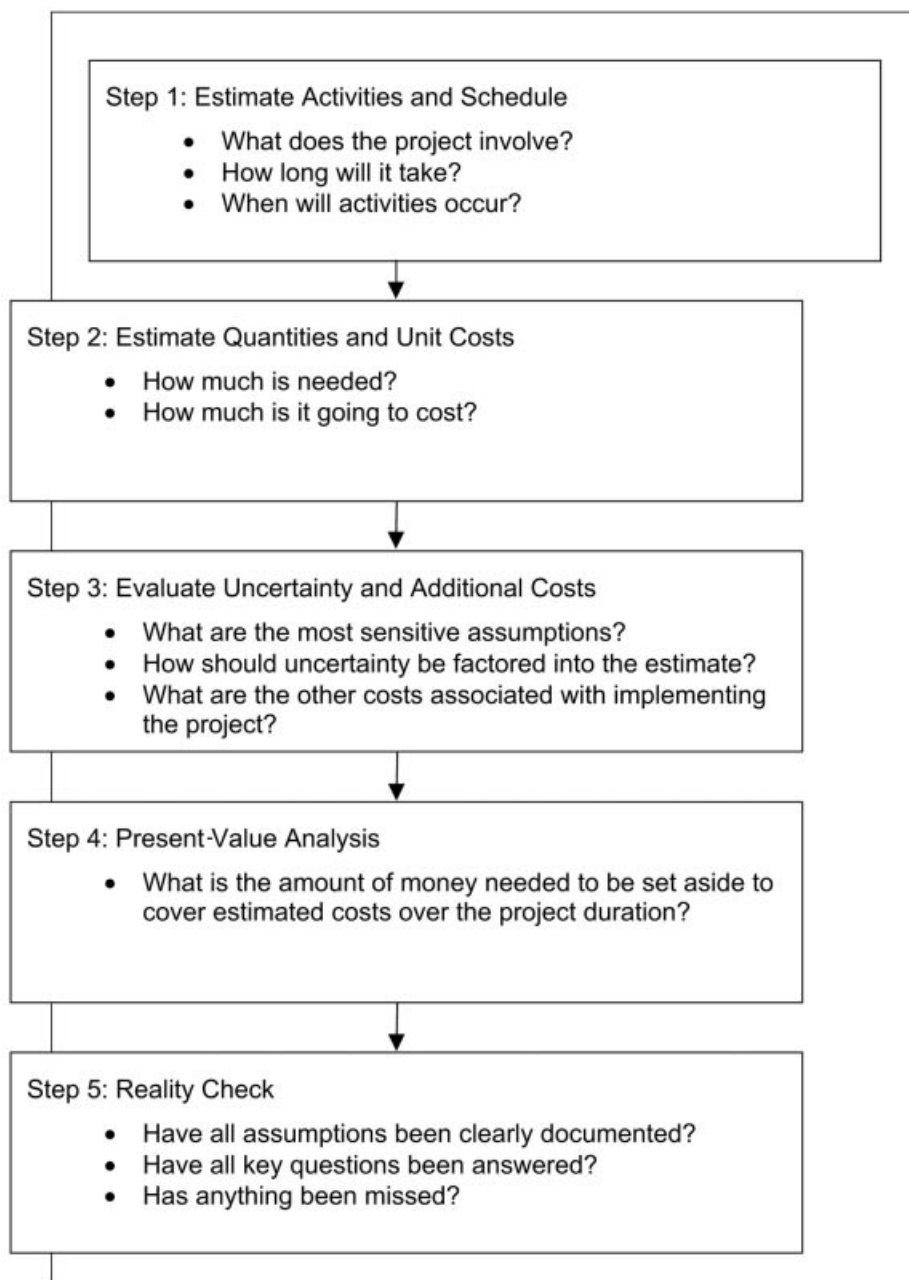 Step 1: Estimate Activities and Schedule
• What does the project involve?
• How long will it take?
• When will activities occur?
Step 2: Estimate Quantities and Unit Costs
• How much is needed?
• How much is it going to cost?
Step 3: Evaluate Uncertainty and Additional Costs
• What are the most sensitive assumptions?
• How should uncertainty be factored into the estimate?
• What are the other costs associated with implementing
the project?
Step 4: Present-Value Analysis
• What is the amount of money needed to be set aside to
cover estimated costs over the project duration?
Step 5: Reality Check
• Have all assumptions been clearly documented?
• Have all key questions been answered?
• Has anything been missed?